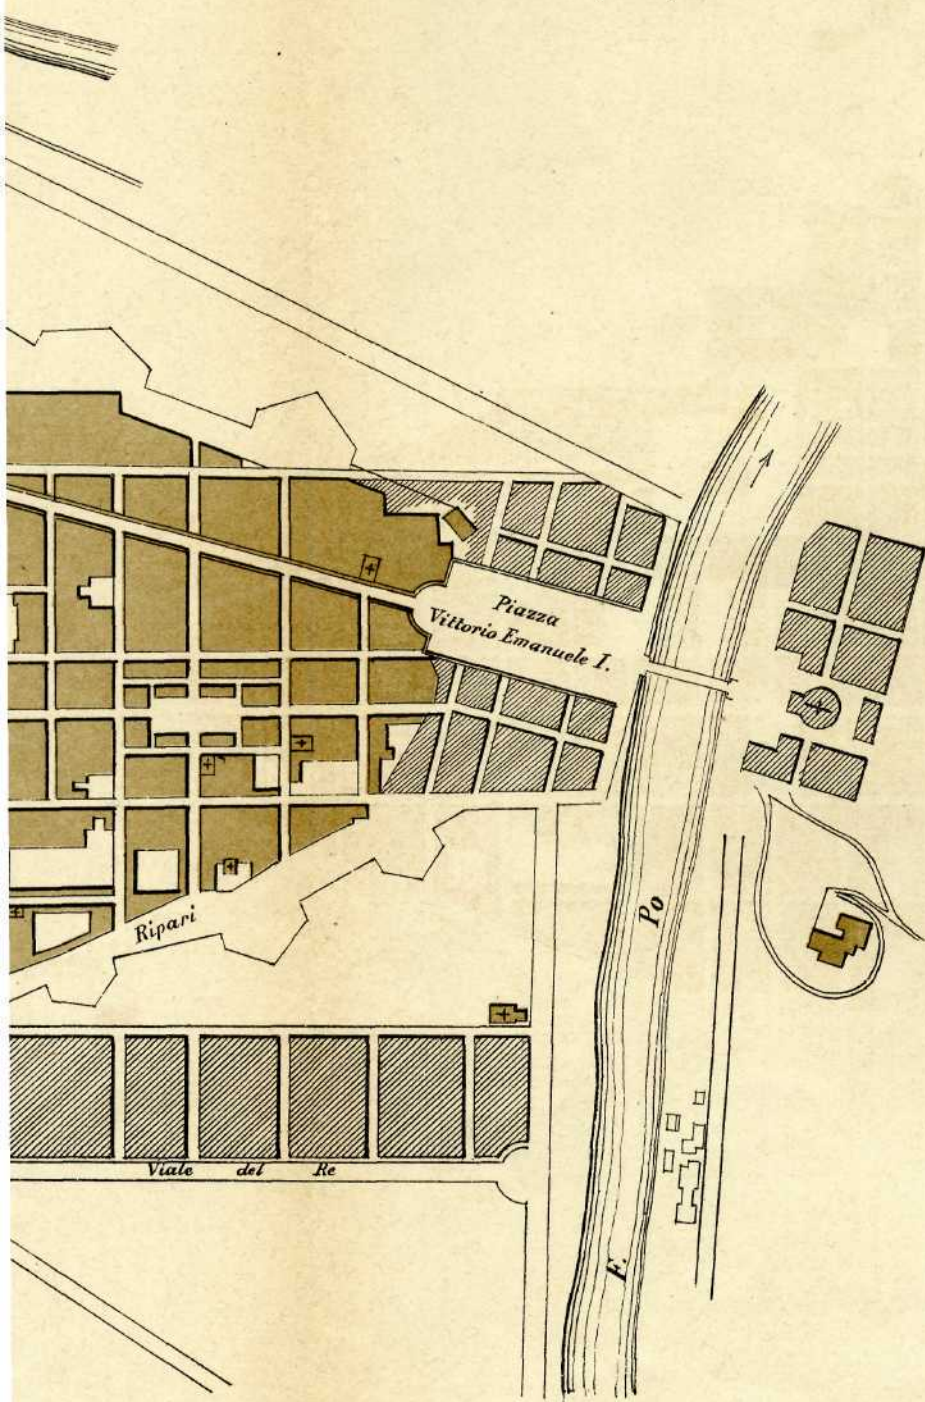 Piazza
Vittorio Emanuele I.
Ripari
Po
Viale del Re
F.